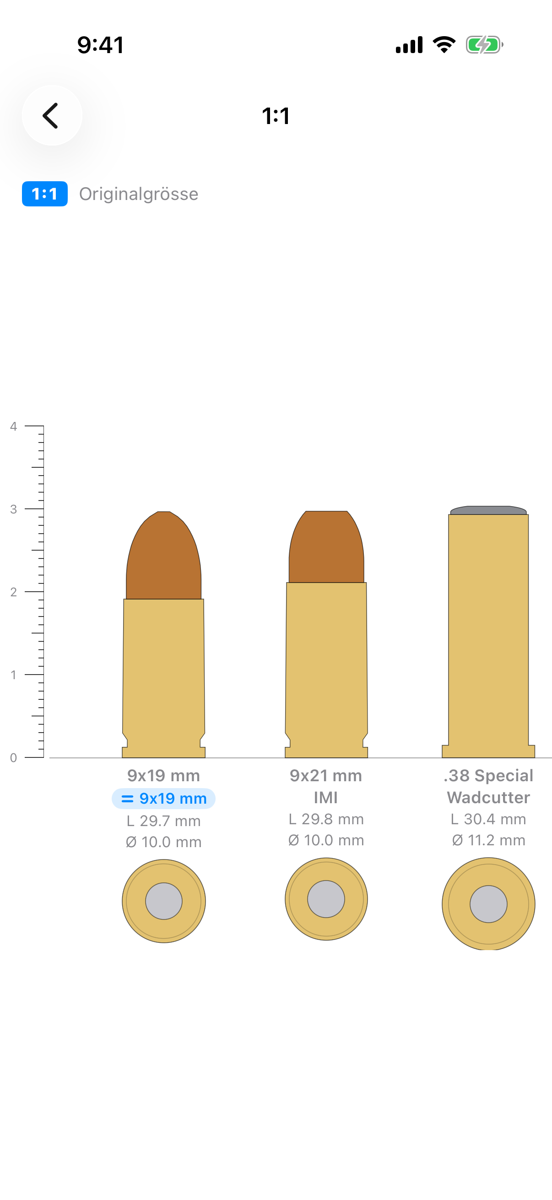 9:41
1:1
1:1 Originalgrösse
4
3
2
1
0
9x19 mm
= 9x19 mm
L 29.7 mm
Ø 10.0 mm
9x21 mm
IMI
L 29.8 mm
Ø 10.0 mm
.38 Special
Wadcutter
L 30.4 mm
Ø 11.2 mm